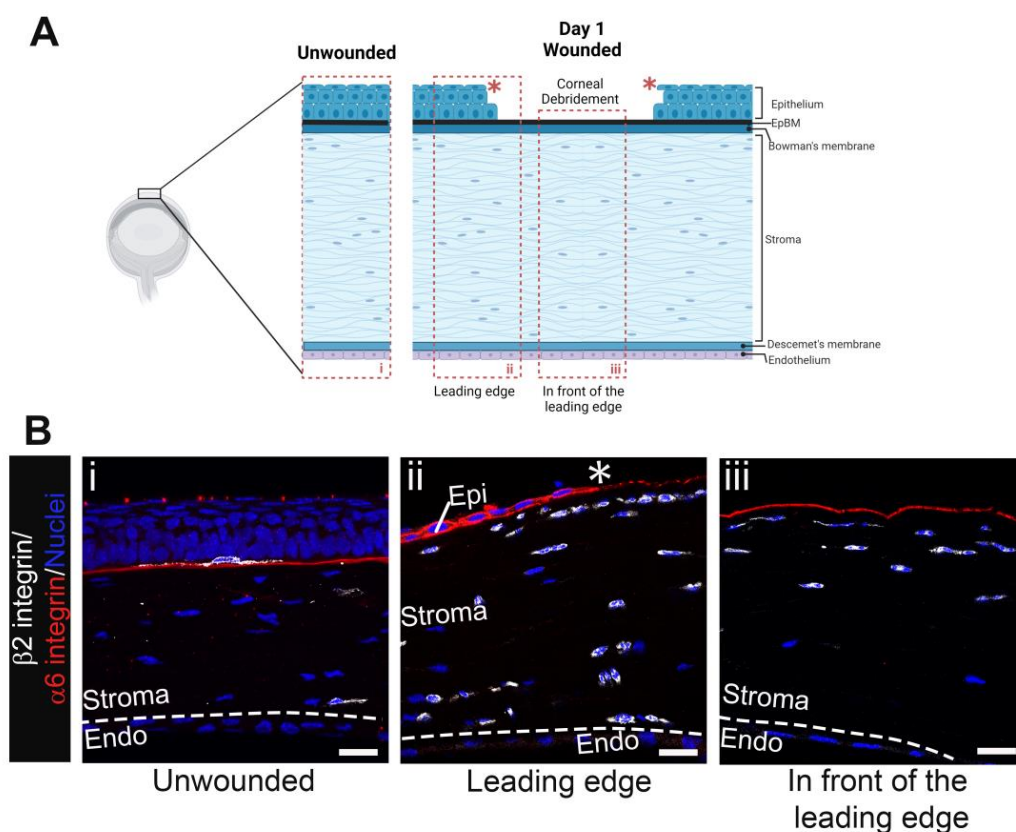 A
Unwounded
Day 1
Wounded
*
*
Corneal
Debridement
Epithelium
EpBM
Bowman's membrane
Stroma
Descemet's membrane
Endothelium
i
ii
iii
Leading edge
In front of the
leading edge
B
β2 integrin/
α6 integrin/Nuclei
i
Stroma
Endo
Unwounded
ii
*
Epi
Stroma
Endo
Leading edge
iii
Stroma
Endo
In front of the
leading edge